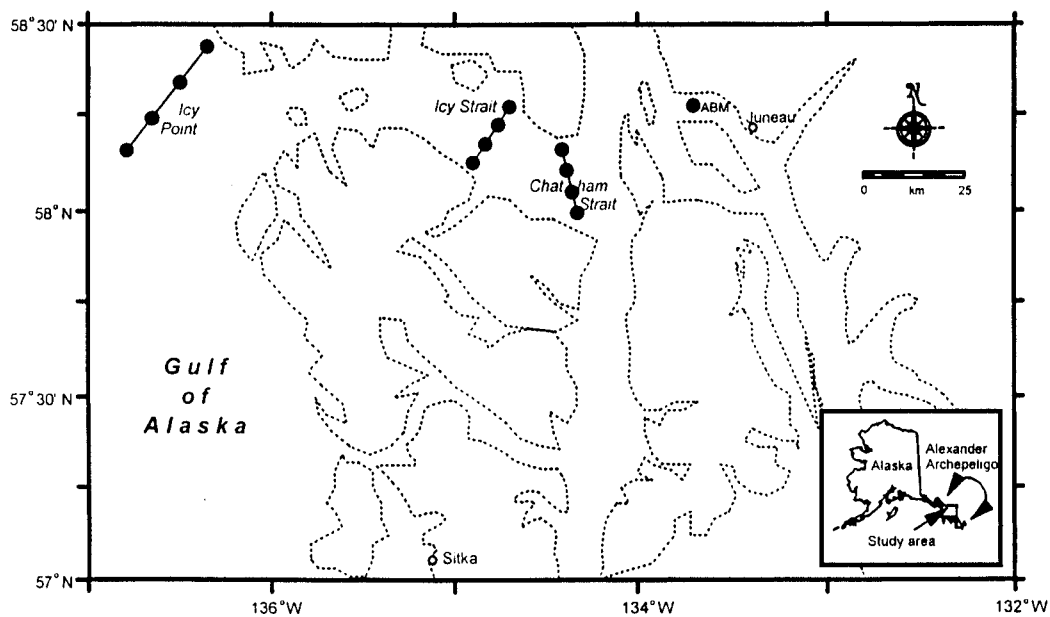 58°30'N
58°N
57°30'N
57°N
136°W
134°W
132°W
Icy
Point
Icy Strait
Chatham
Strait
ABM
Juneau
N
0 km 25
Gulf
of
Alaska
Sitka
Alaska
Alexander
Archepeligo
Study area